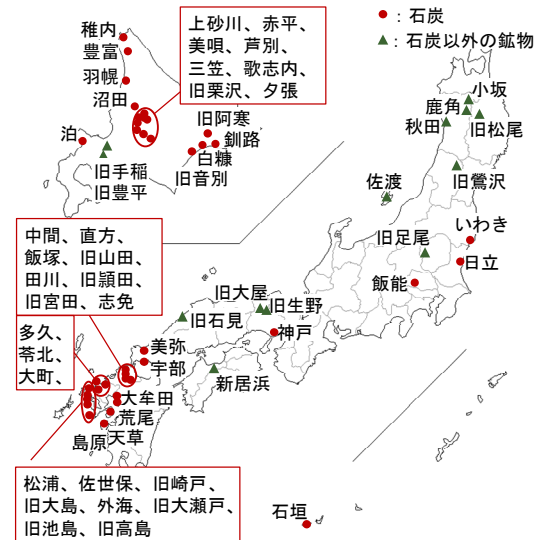 ●：石炭
▲：石炭以外の鉱物
上砂川、赤平、
美唄、芦別、
三笠、歌志内、
旧栗沢、夕張
稚内
豊富
羽幌
沼田
泊
旧手稲
旧豊平
旧阿寒
釧路
白糠
旧音別
小坂
鹿角
秋田
旧松尾
旧鶯沢
佐渡
いわき
旧足尾
日立
飯能
中間、直方、
飯塚、旧山田、
田川、旧頴田、
旧宮田、志免
旧大屋
旧生野
旧石見
神戸
多久、
苓北、
大町、
美弥
宇部
新居浜
大牟田
荒尾
島原
天草
松浦、佐世保、旧崎戸、
旧大島、外海、旧大瀬戸、
旧池島、旧高島
石垣